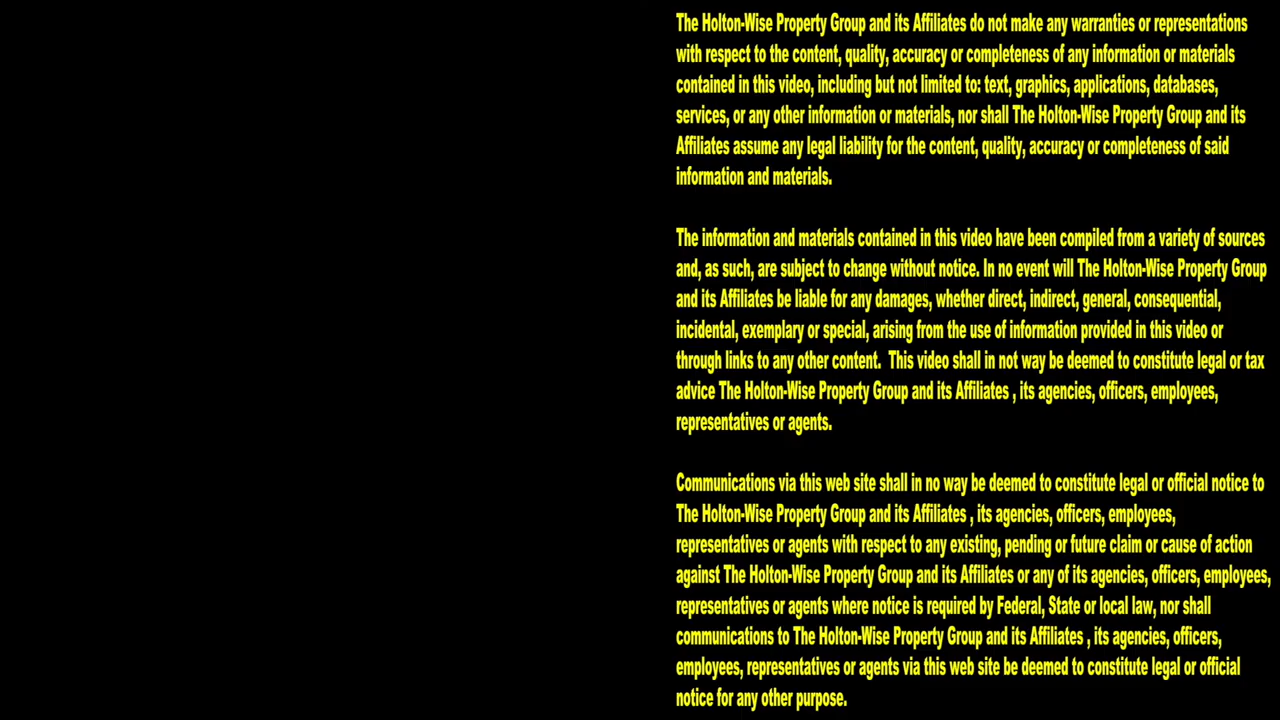 The Holton-Wise Property Group and its Affiliates do not make any warranties or representations
with respect to the content, quality, accuracy or completeness of any information or materials
contained in this video, including but not limited to: text, graphics, applications, databases,
services, or any other information or materials, nor shall The Holton-Wise Property Group and its
Affiliates assume any legal liability for the content, quality, accuracy or completeness of said
information and materials.
The information and materials contained in this video have been compiled from a variety of sources
and, as such, are subject to change without notice. In no event will The Holton-Wise Property Group
and its Affiliates be liable for any damages, whether direct, indirect, general, consequential,
incidental, exemplary or special, arising from the use of information provided in this video or
through links to any other content.  This video shall in not way be deemed to constitute legal or tax
advice The Holton-Wise Property Group and its Affiliates , its agencies, officers, employees,
representatives or agents.
Communications via this web site shall in no way be deemed to constitute legal or official notice to
The Holton-Wise Property Group and its Affiliates , its agencies, officers, employees,
representatives or agents with respect to any existing, pending or future claim or cause of action
against The Holton-Wise Property Group and its Affiliates or any of its agencies, officers, employees,
representatives or agents where notice is required by Federal, State or local law, nor shall
communications to The Holton-Wise Property Group and its Affiliates , its agencies, officers,
employees, representatives or agents via this web site be deemed to constitute legal or official
notice for any other purpose.